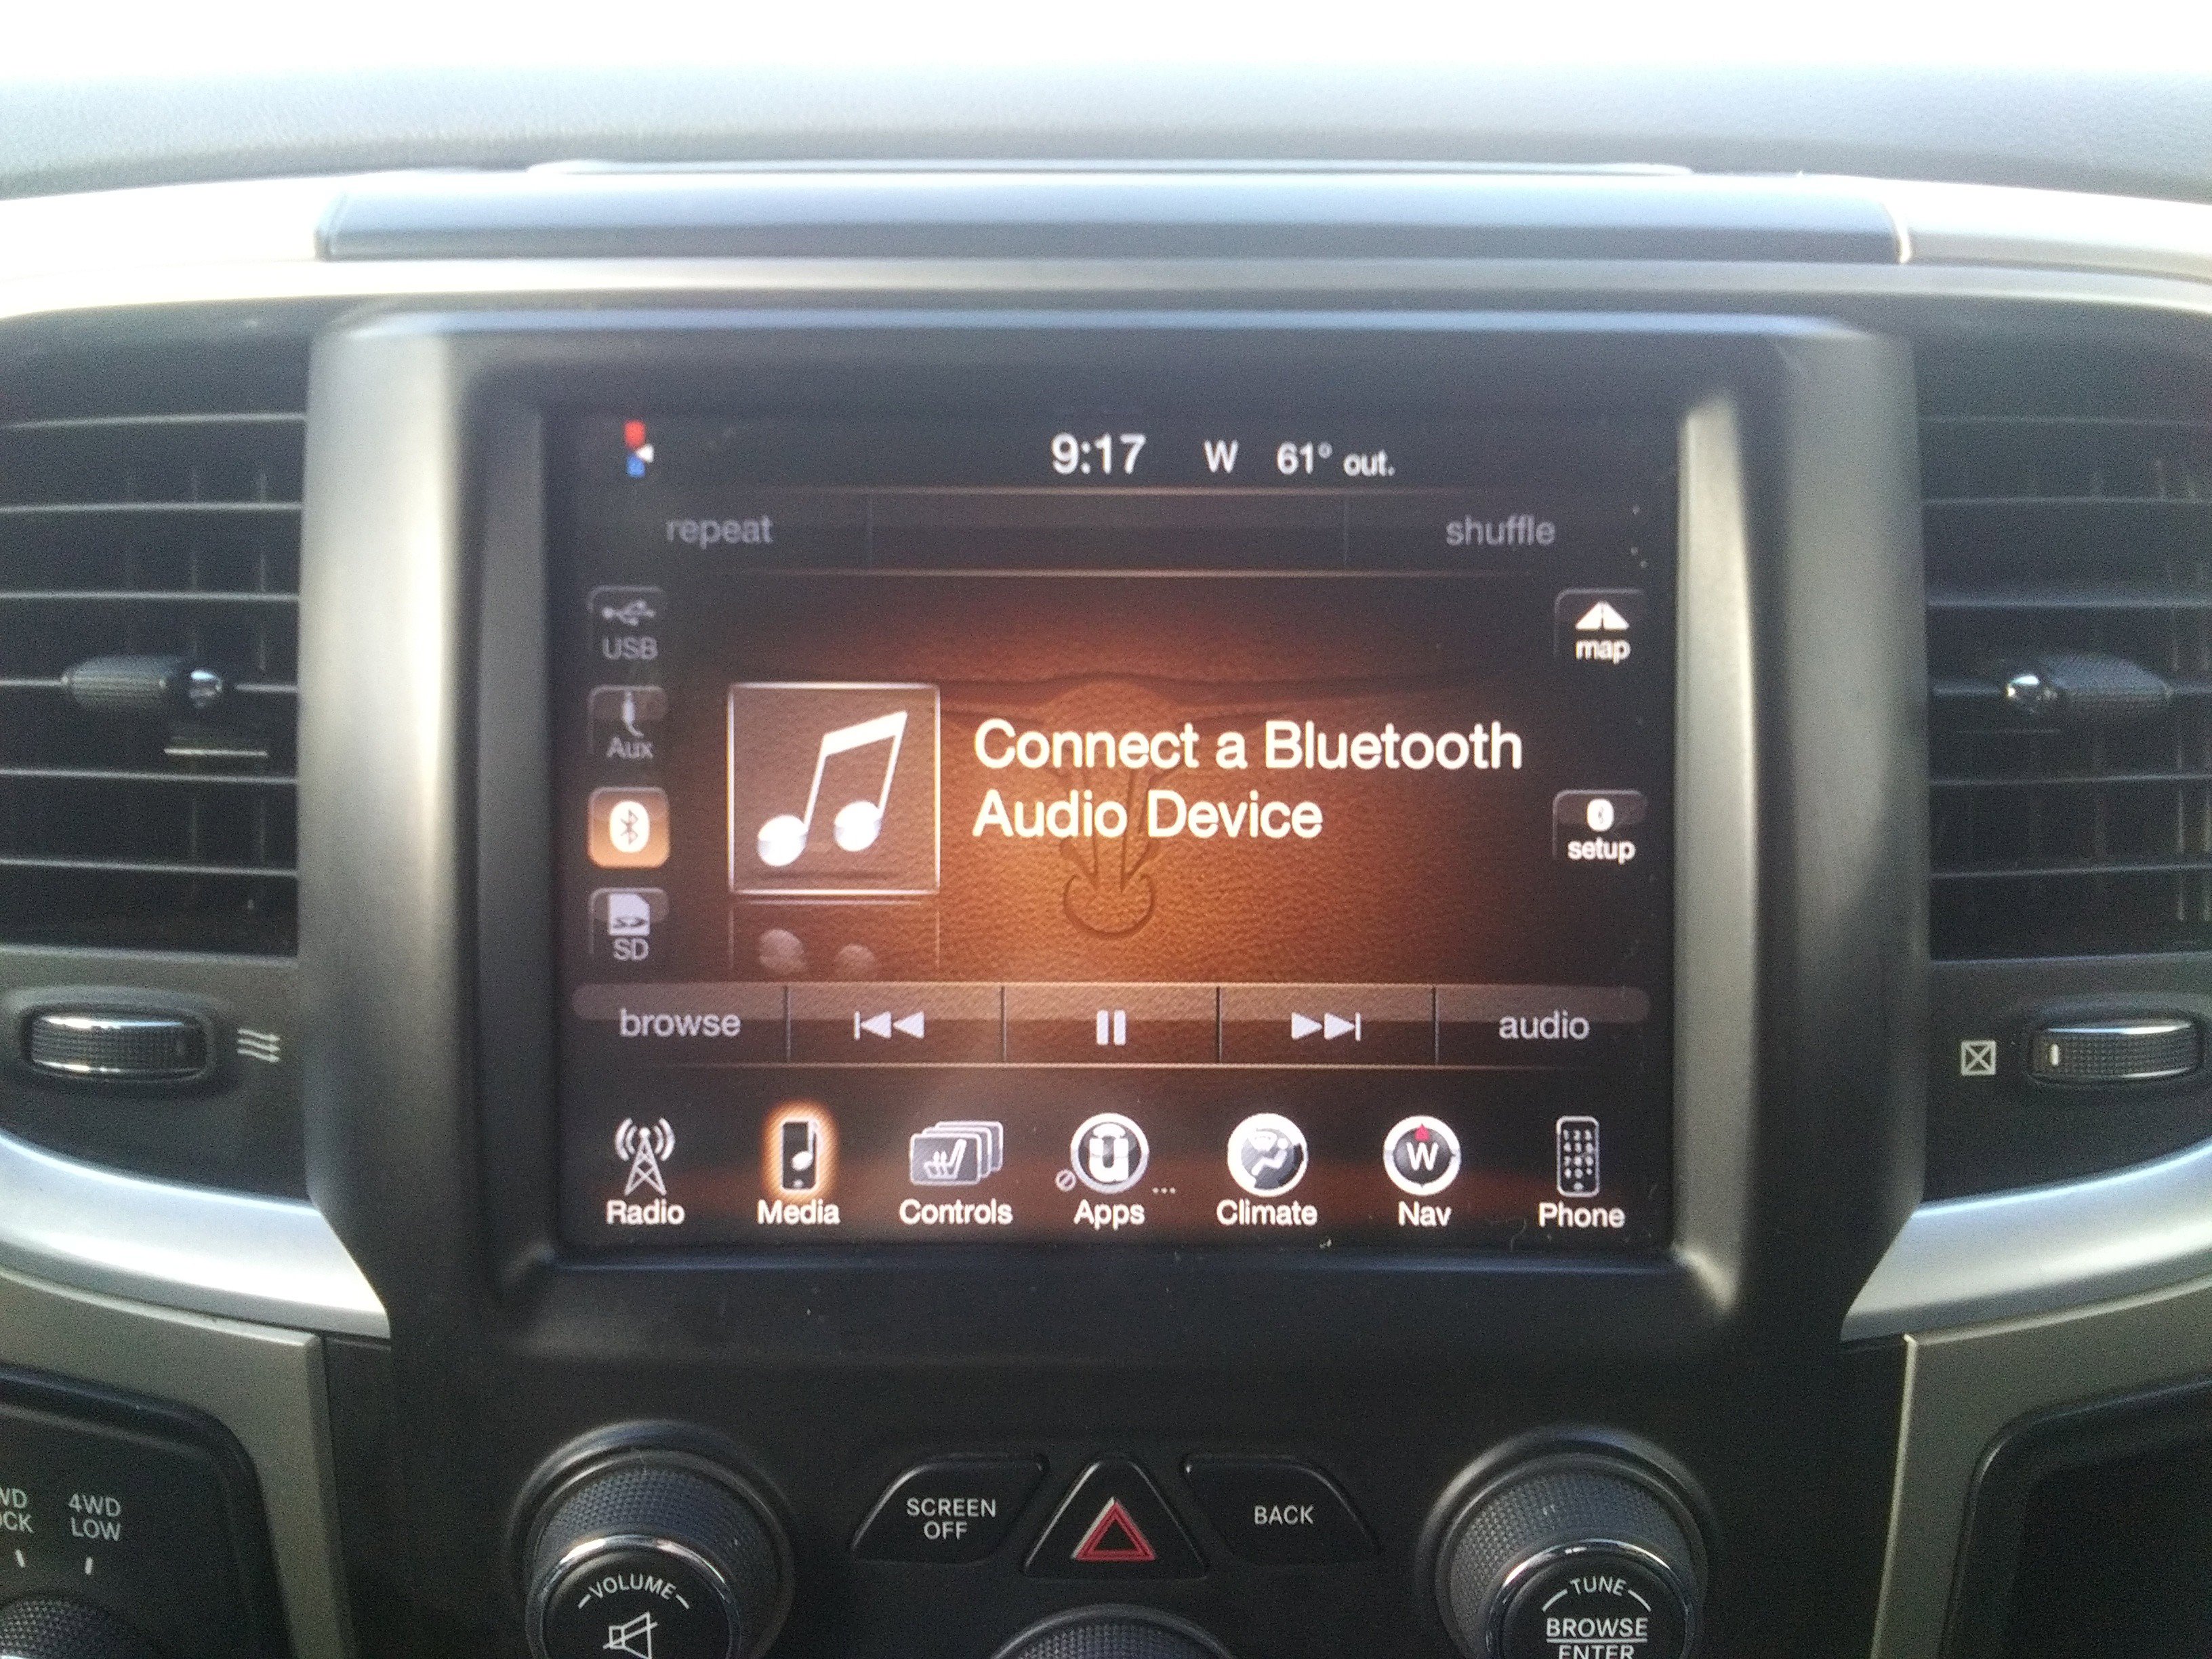 9:17 W 61° out.
repeat shuffle
USB
map
Aux
Connect a Bluetooth
Audio Device
setup
SD
browse audio
W
Radio Media Controls Apps ... Climate Nav Phone
4WD
LOW
SCREEN
OFF
BACK
VOLUME
TUNE
BROWSE
ENTER